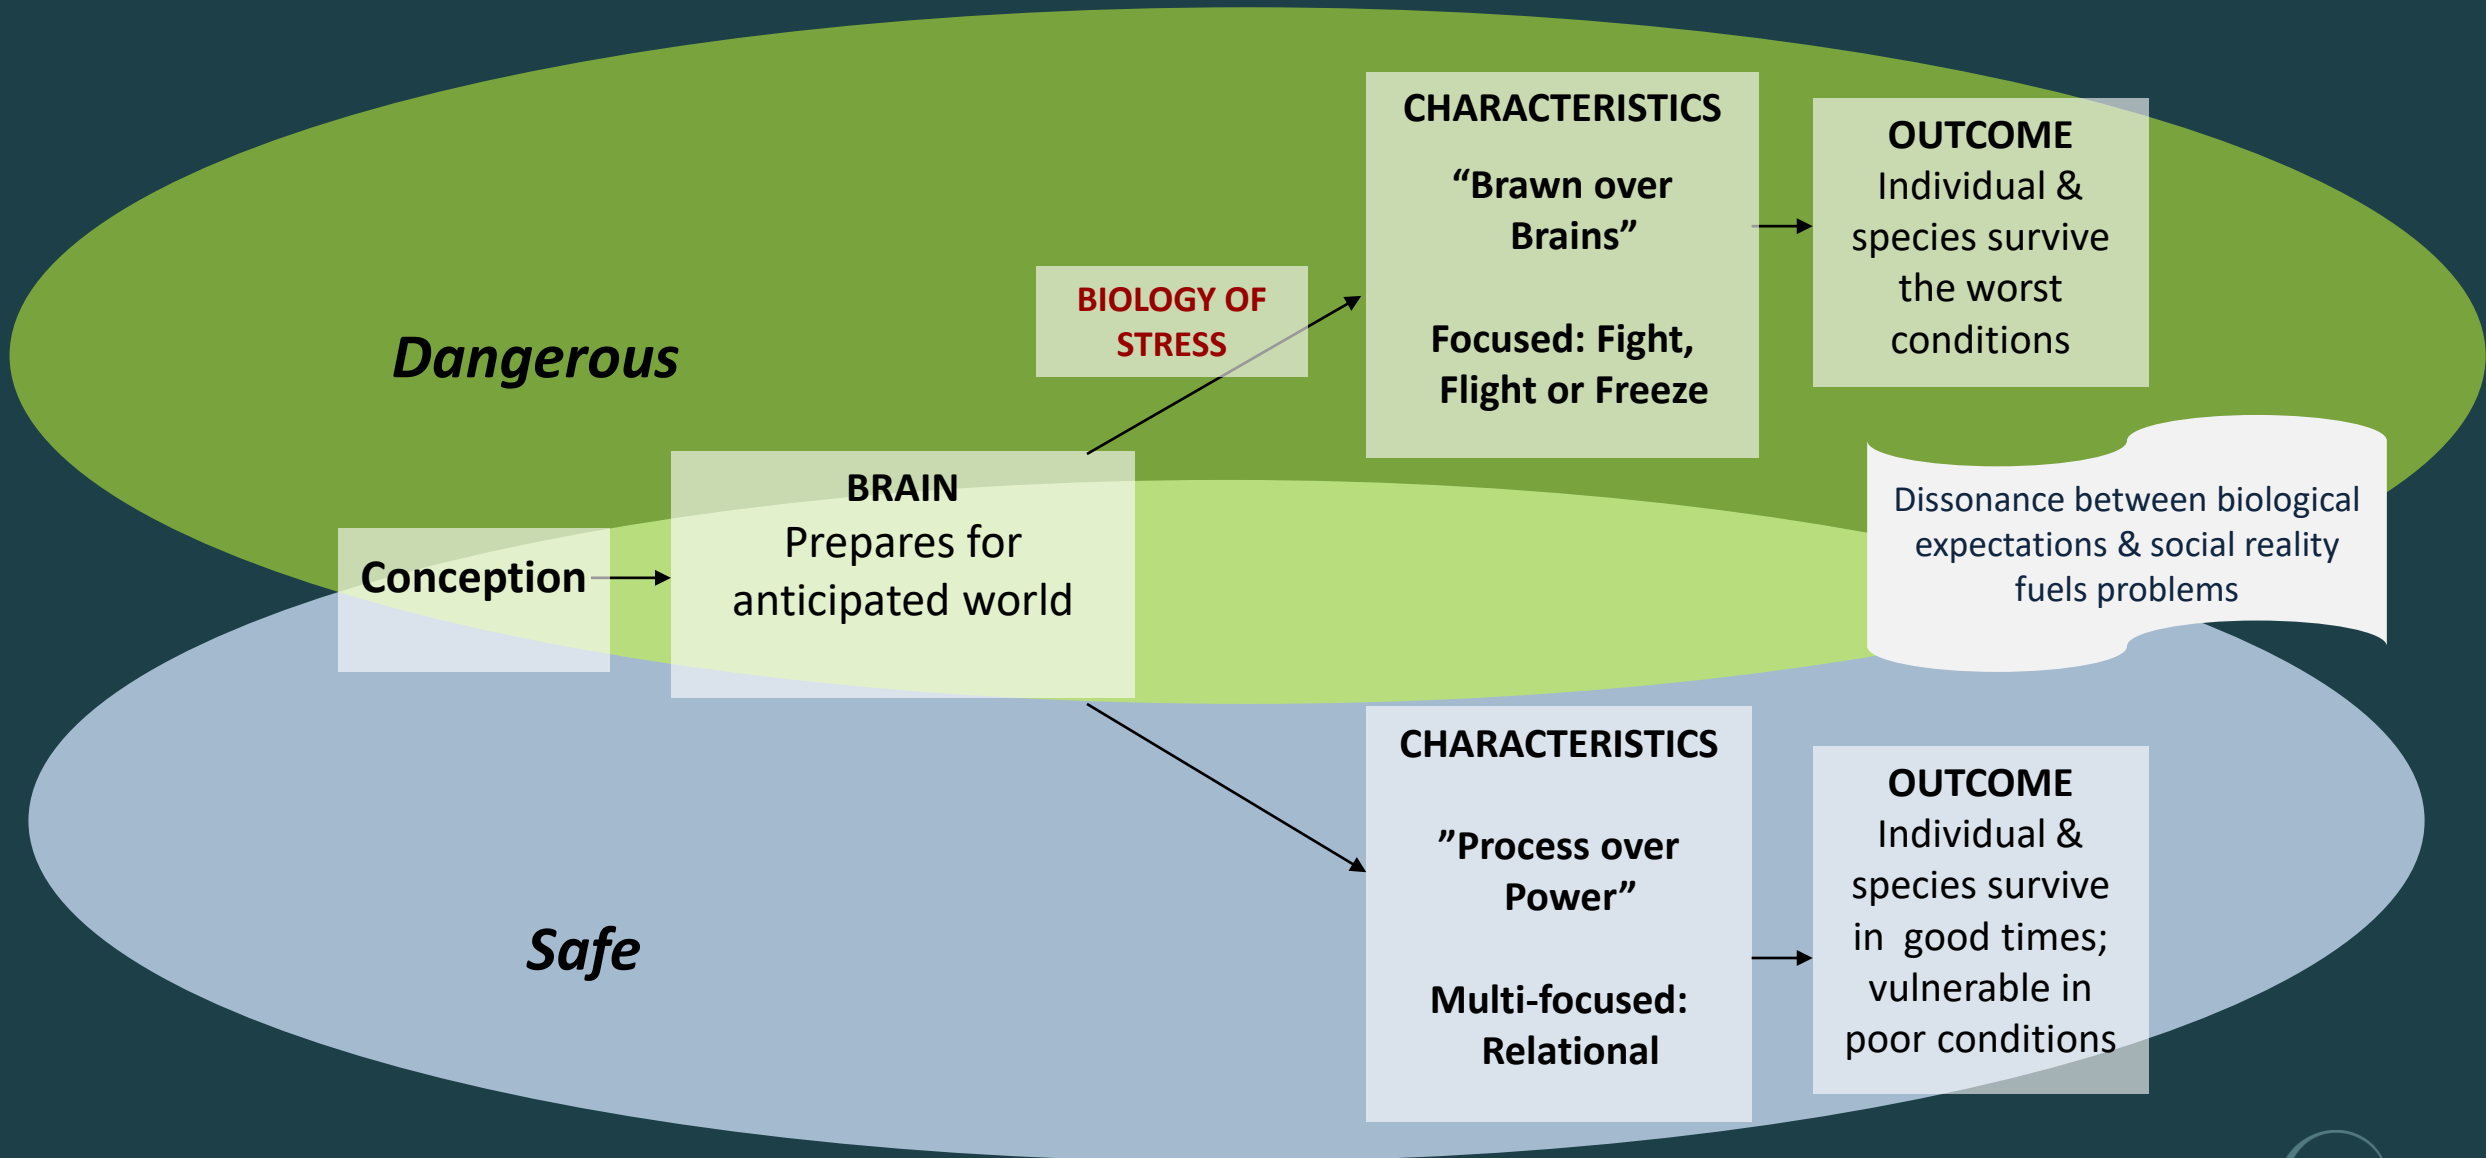 Dangerous
Conception
BRAIN
Prepares for
anticipated world
BIOLOGY OF
STRESS
CHARACTERISTICS
“Brawn over
Brains”
Focused: Fight,
Flight or Freeze
OUTCOME
Individual &
species survive
the worst
conditions
Dissonance between biological
expectations & social reality
fuels problems
Safe
CHARACTERISTICS
”Process over
Power”
Multi-focused:
Relational
OUTCOME
Individual &
species survive
in good times;
vulnerable in
poor conditions